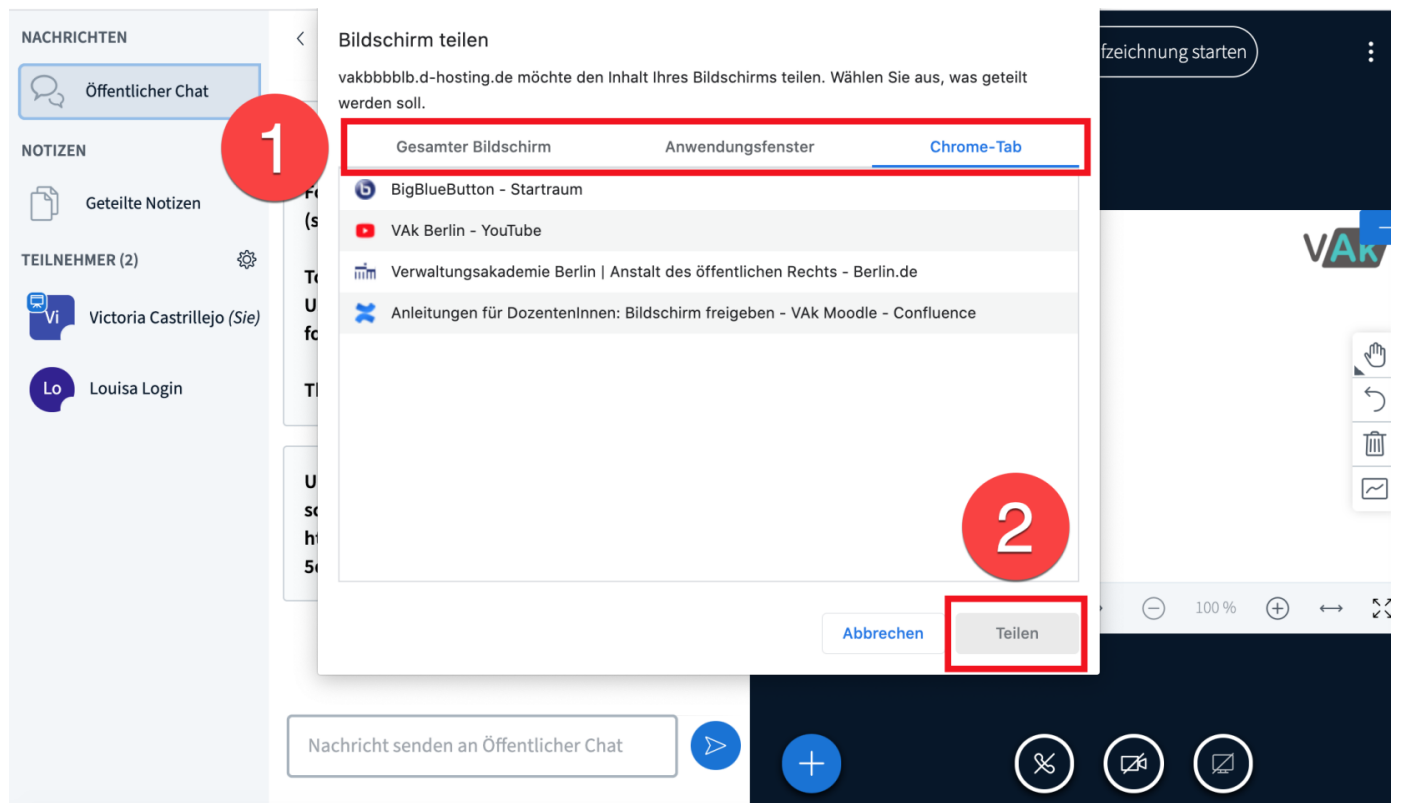 NACHRICHTEN
Öffentlicher Chat
NOTIZEN
Geteilte Notizen
TEILNEHMER (2)
Vi
Victoria Castrillejo (Sie)
Lo
Louisa Login
Bildschirm teilen
vakbbbblb.d-hosting.de möchte den Inhalt Ihres Bildschirms teilen. Wählen Sie aus, was geteilt
werden soll.
1
Gesamter Bildschirm
Anwendungsfenster
Chrome-Tab
BigBlueButton - Startraum
VAk Berlin - YouTube
Verwaltungsakademie Berlin | Anstalt des öffentlichen Rechts - Berlin.de
Anleitungen für DozentenInnen: Bildschirm freigeben - VAk Moodle - Confluence
2
Abbrechen
Teilen
(s
U
U
ht
Nachricht senden an Öffentlicher Chat
fzeichnung starten
VAk
100 %